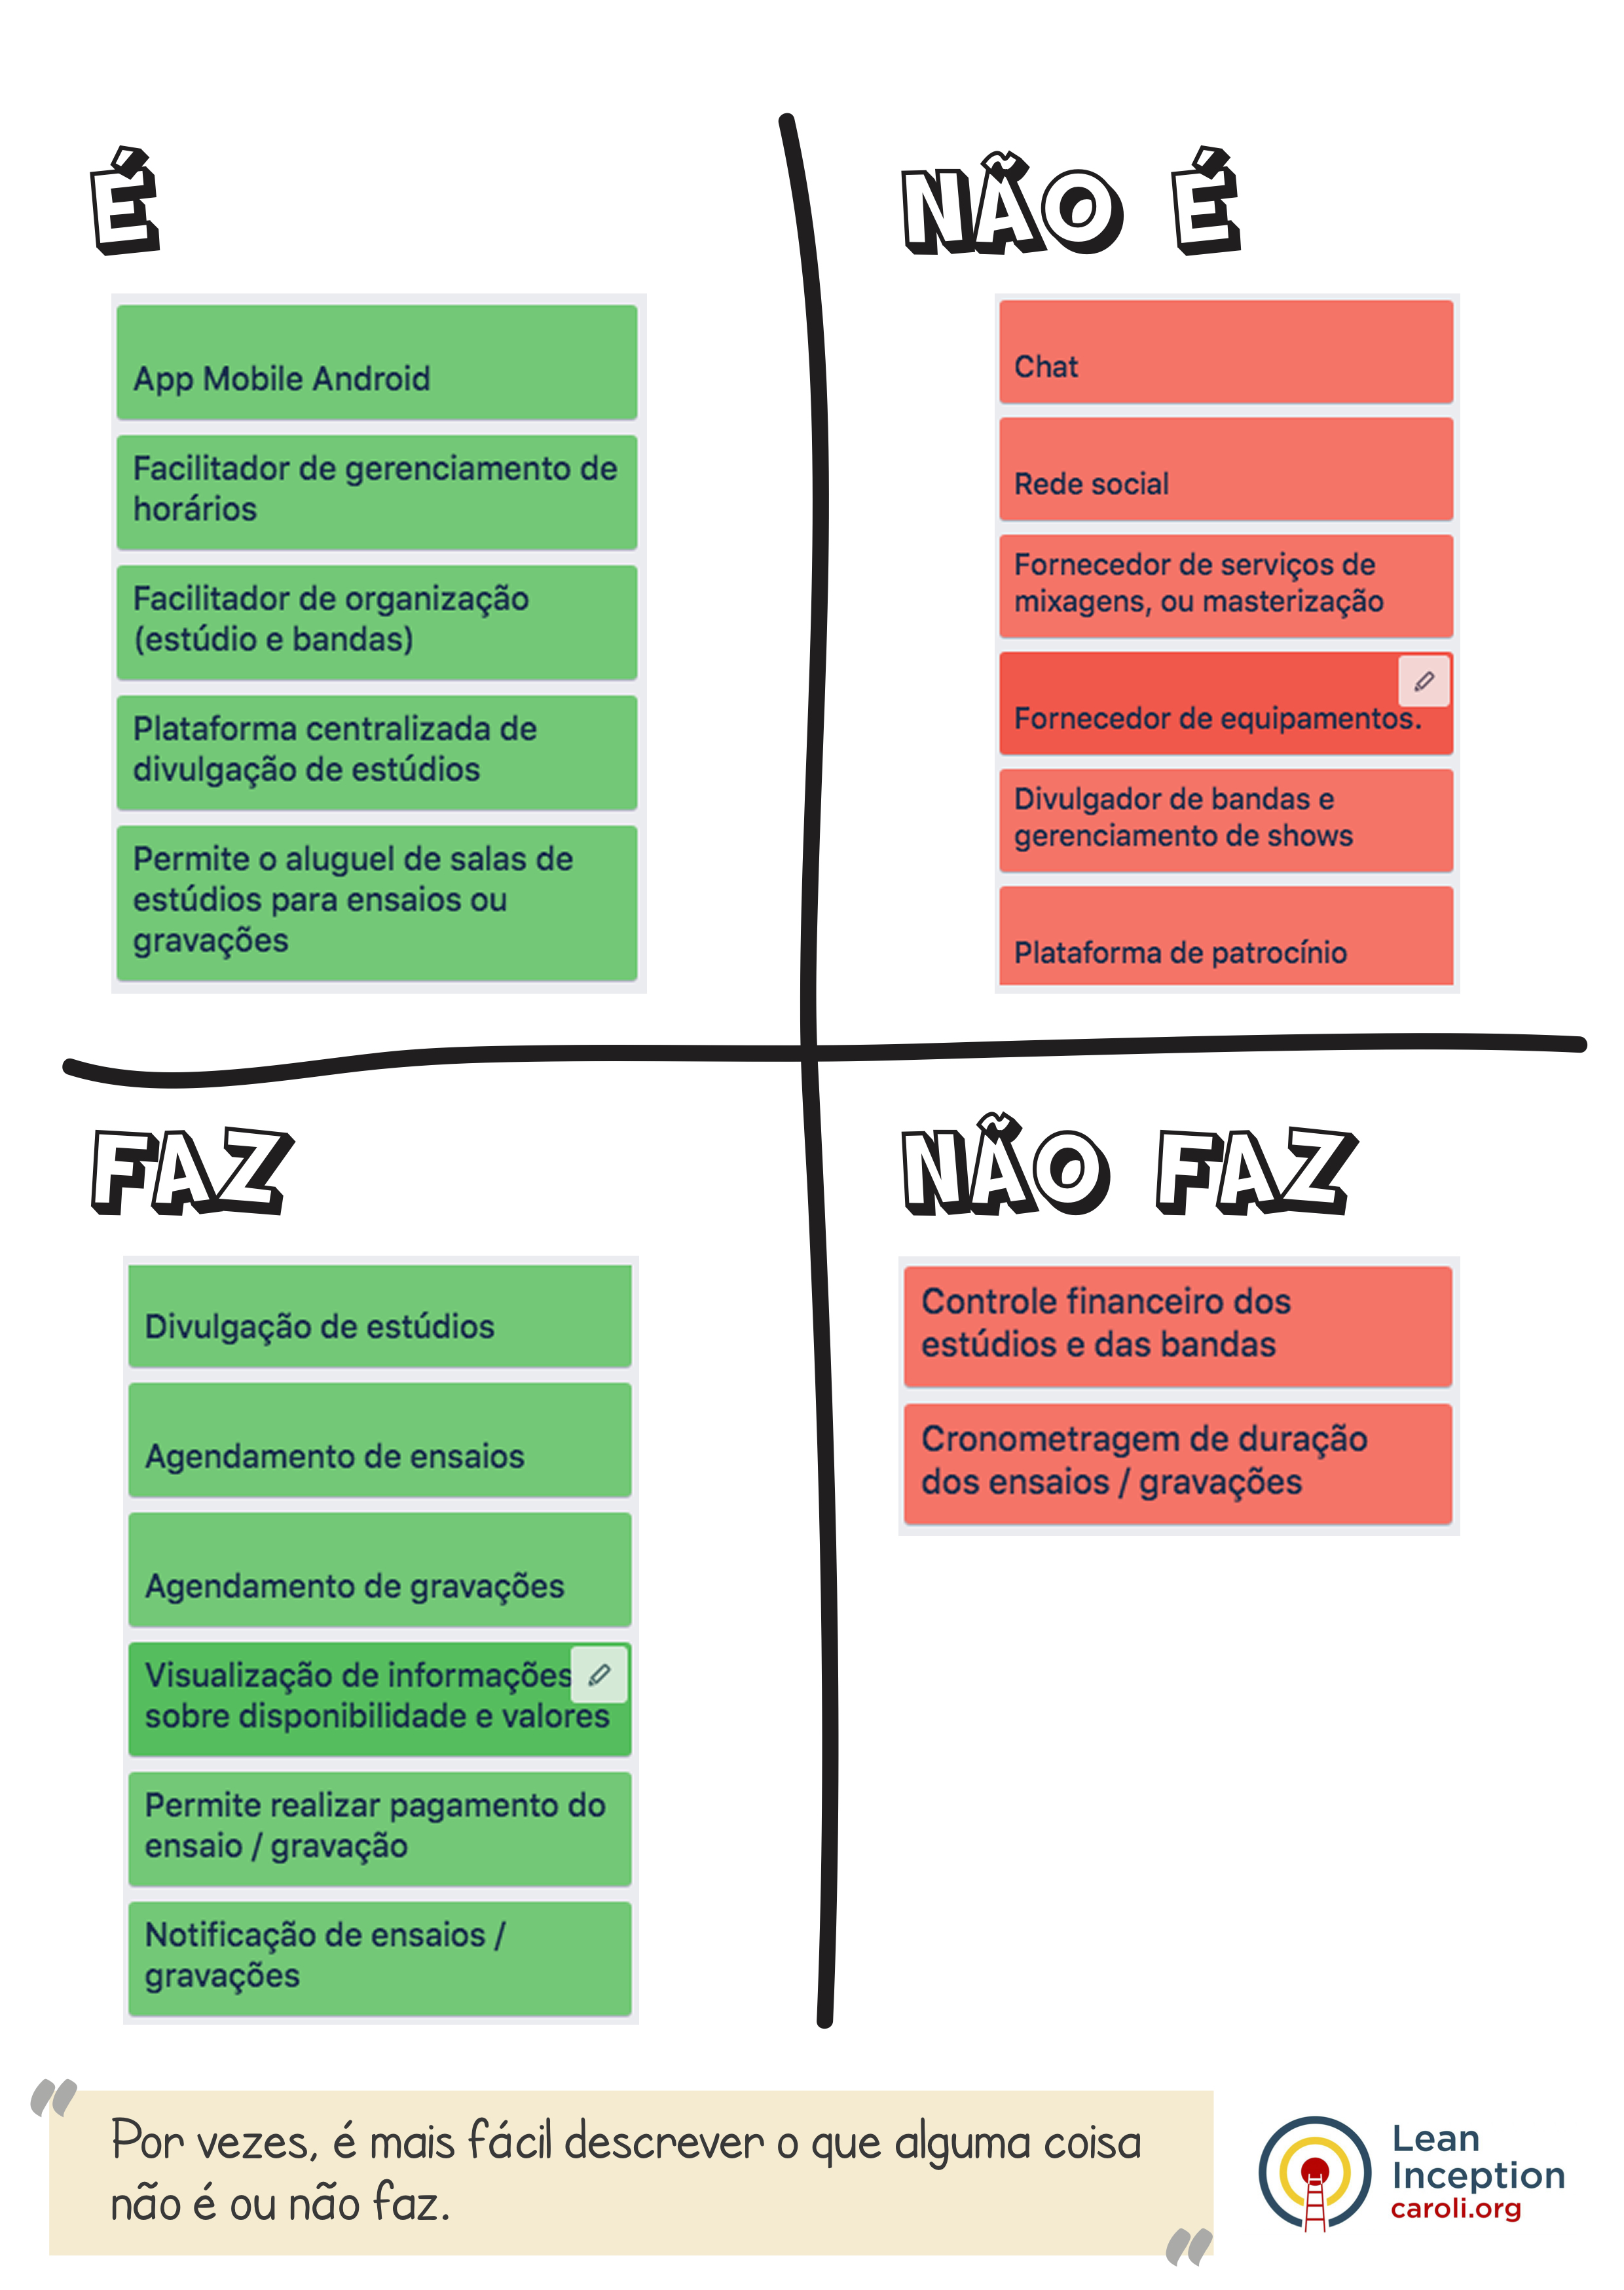 É
App Mobile Android
Facilitador de gerenciamento de
horários
Facilitador de organização
(estúdio e bandas)
Plataforma centralizada de
divulgação de estúdios
Permite o aluguel de salas de
estúdios para ensaios ou
gravações
NÃO É
Chat
Rede social
Fornecedor de serviços de
mixagens, ou masterização
Fornecedor de equipamentos.
Divulgador de bandas e
gerenciamento de shows
Plataforma de patrocínio
FAZ
Divulgação de estúdios
Agendamento de ensaios
Agendamento de gravações
Visualização de informações
sobre disponibilidade e valores
Permite realizar pagamento do
ensaio / gravação
Notificação de ensaios /
gravações
NÃO FAZ
Controle financeiro dos
estúdios e das bandas
Cronometragem de duração
dos ensaios / gravações
"Por vezes, é mais fácil descrever o que alguma coisa
não é ou não faz."
Lean
Inception
caroli.org